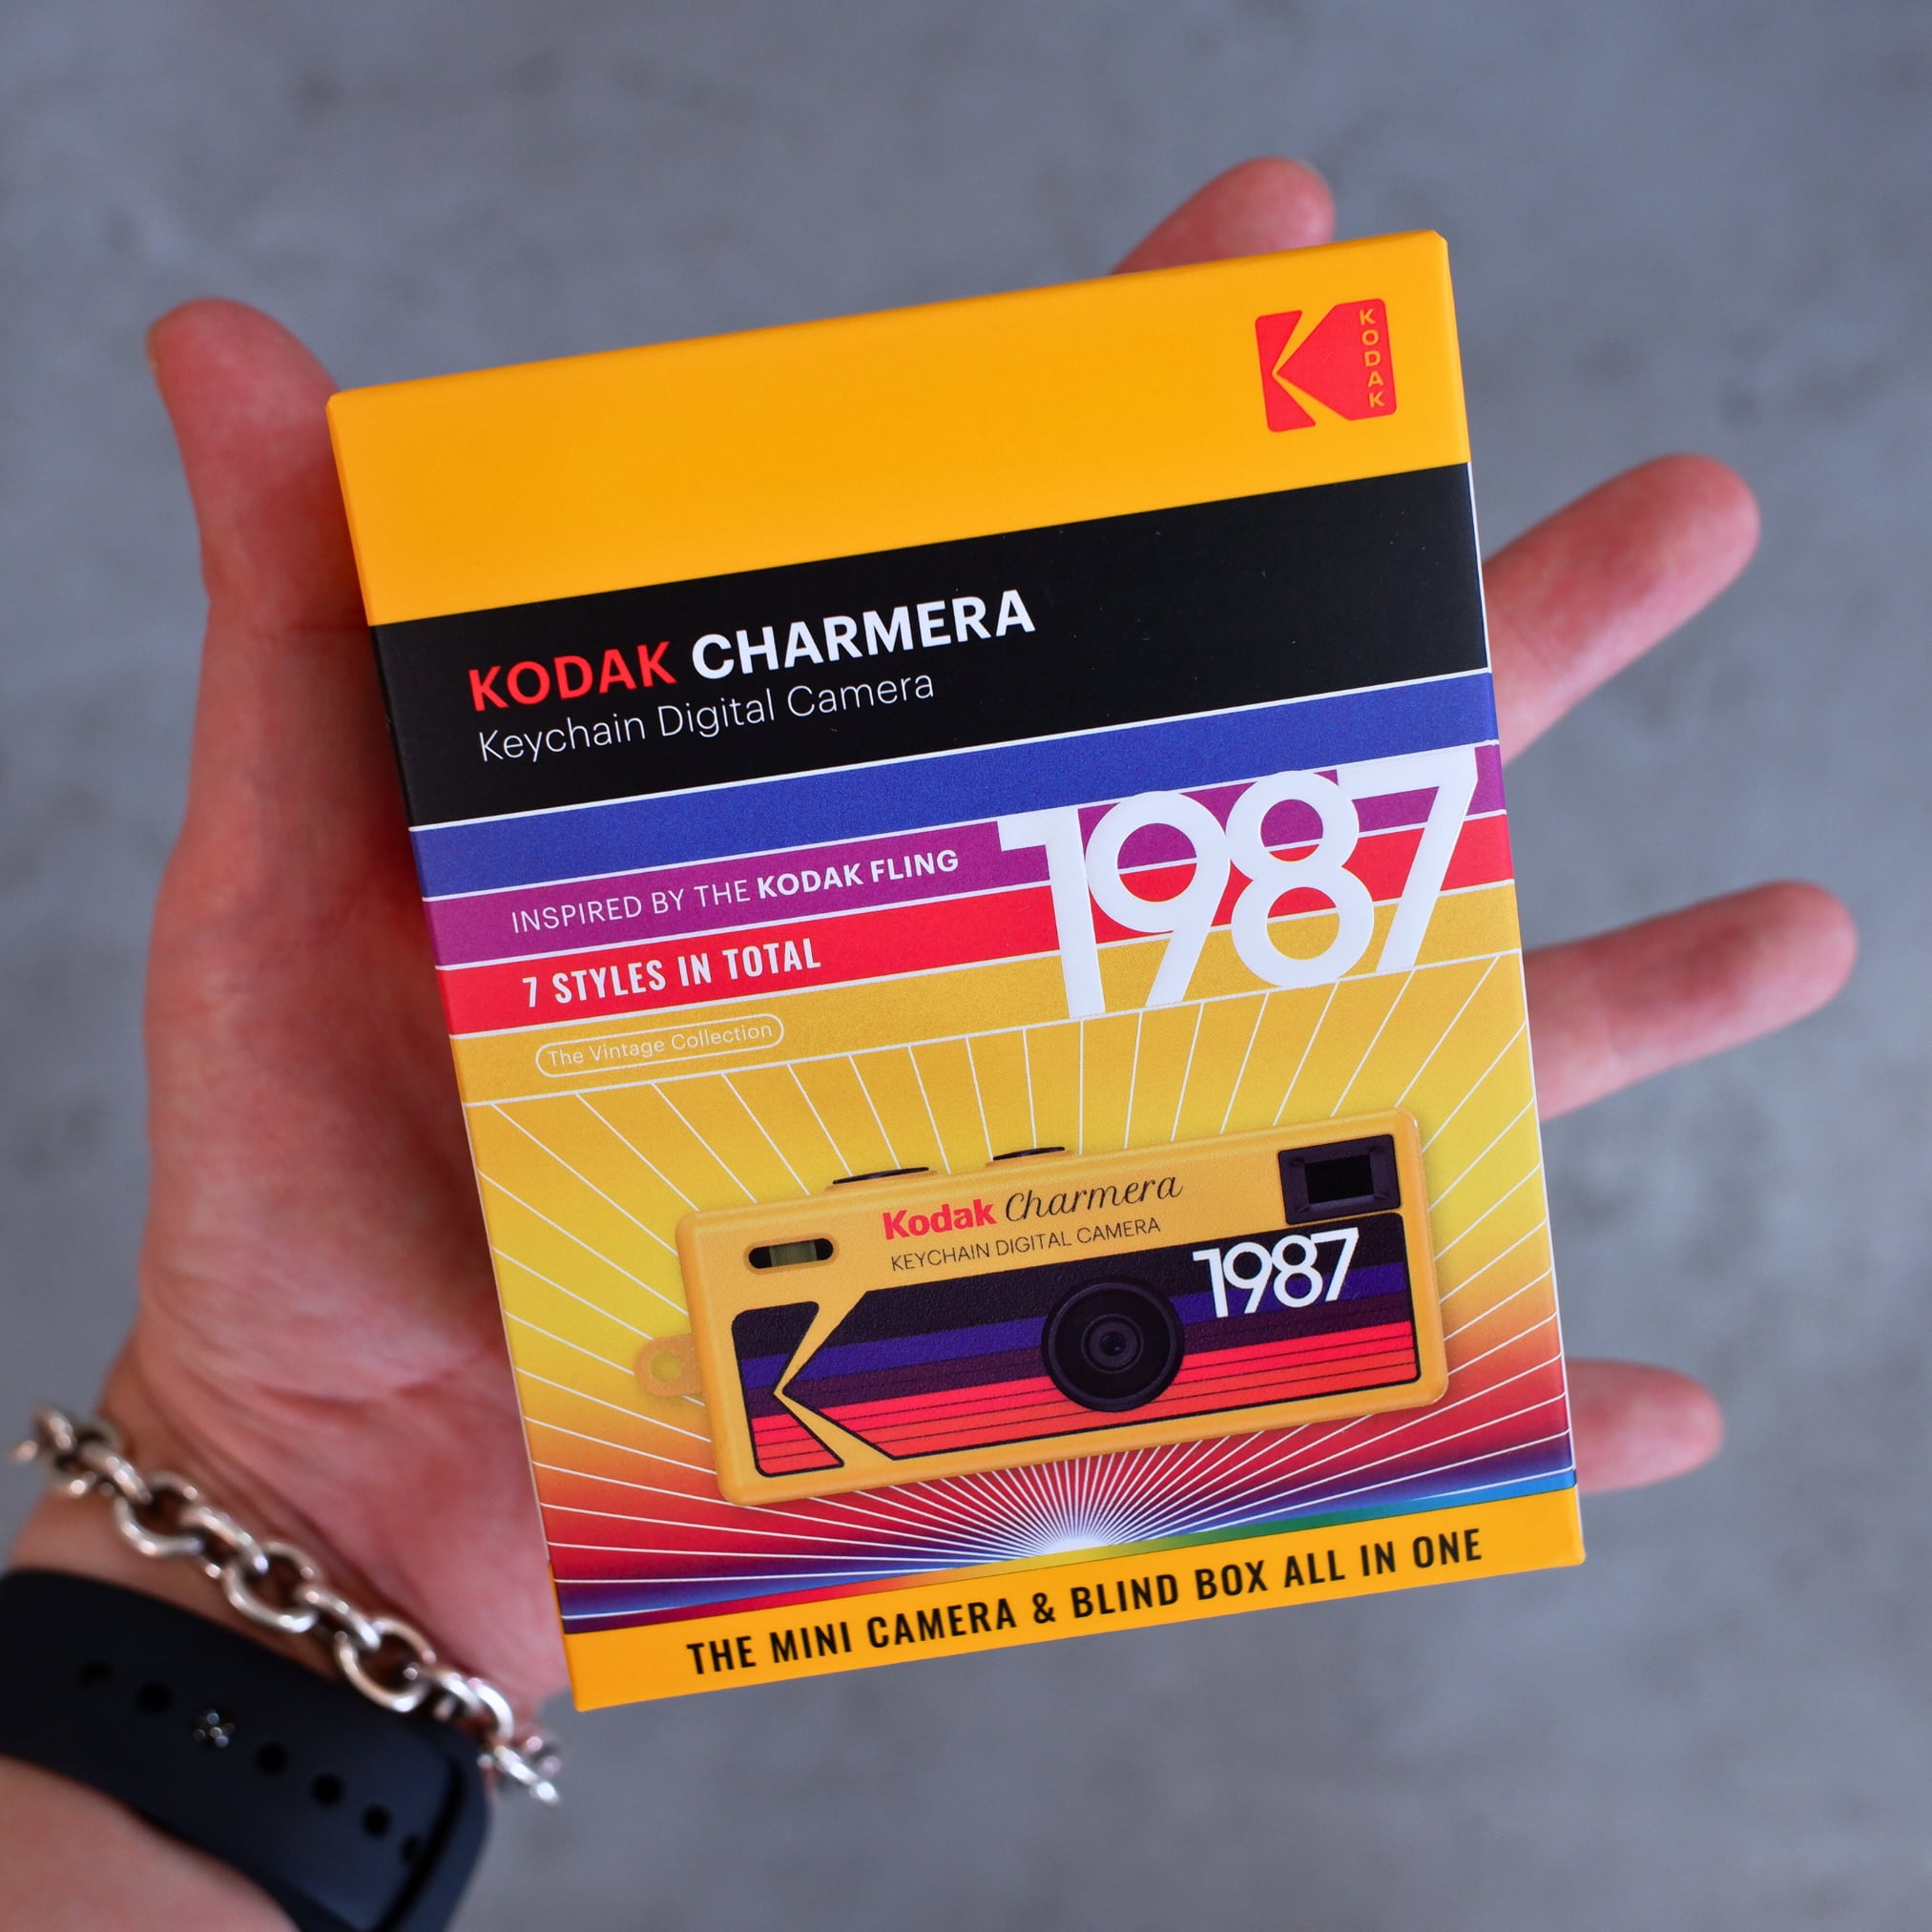 KODAK
KODAK CHARMERA
Keychain Digital Camera
INSPIRED BY THE KODAK FLING
1987
7 STYLES IN TOTAL
The Vintage Collection
Kodak Charmera
KEYCHAIN DIGITAL CAMERA
1987
THE MINI CAMERA & BLIND BOX ALL IN ONE